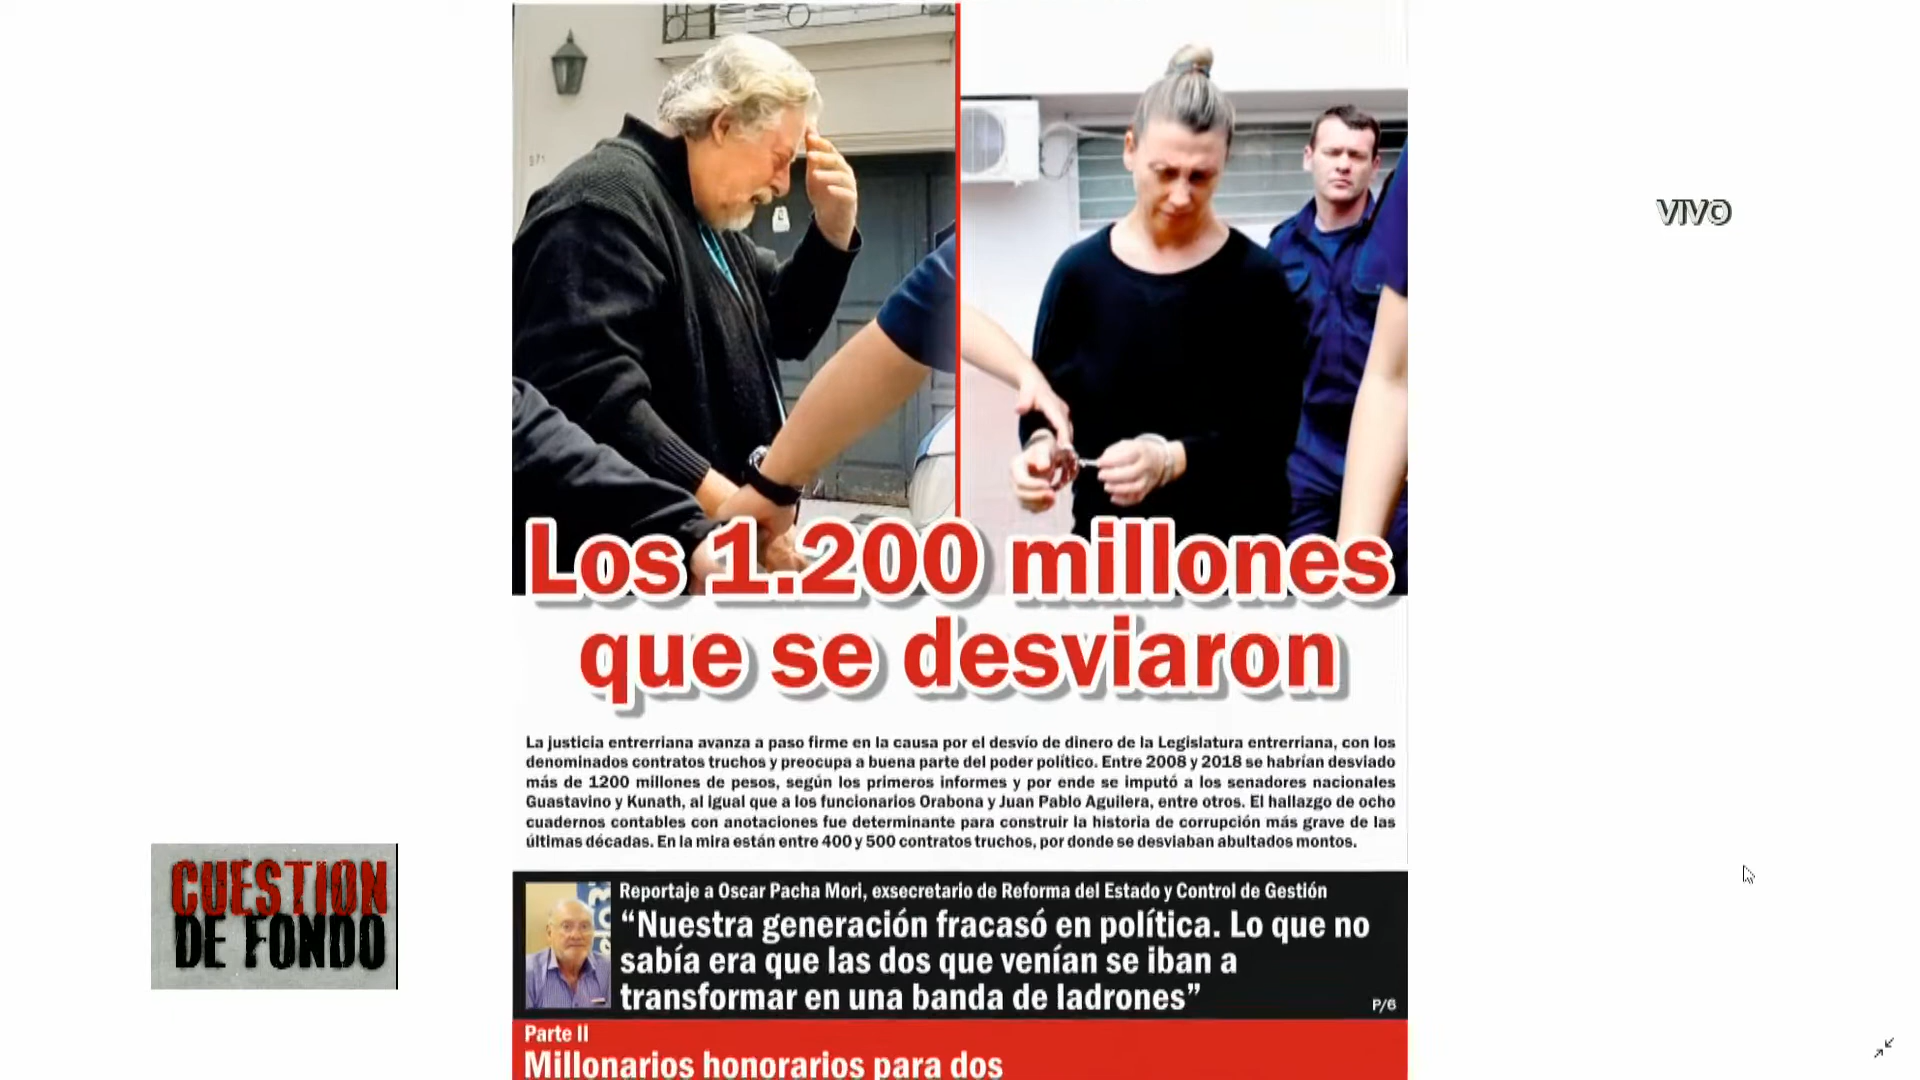 VIVO
Los 1.200 millones
que se desviaron
La justicia entrerriana avanza a paso firme en la causa por el desvío de dinero de la Legislatura entrerriana, con los
denominados contratos truchos y preocupa a buena parte del poder político. Entre 2008 y 2018 se habrían desviado
más de 1200 millones de pesos, según los primeros informes y por ende se imputó a los senadores nacionales
Guastavino y Kunath, al igual que a los funcionarios Orabona y Juan Pablo Aguilera, entre otros. El hallazgo de ocho
cuadernos contables con anotaciones fue determinante para construir la historia de corrupción más grave de las
últimas décadas. En la mira están entre 400 y 500 contratos truchos, por donde se desviaban abultados montos.
CUESTION
DE FONDO
Reportaje a Oscar Pacha Mori, exsecretario de Reforma del Estado y Control de Gestión
“Nuestra generación fracasó en política. Lo que no
sabía era que las dos que venían se iban a
transformar en una banda de ladrones”
P/6
Parte II
Millonarios honorarios para dos